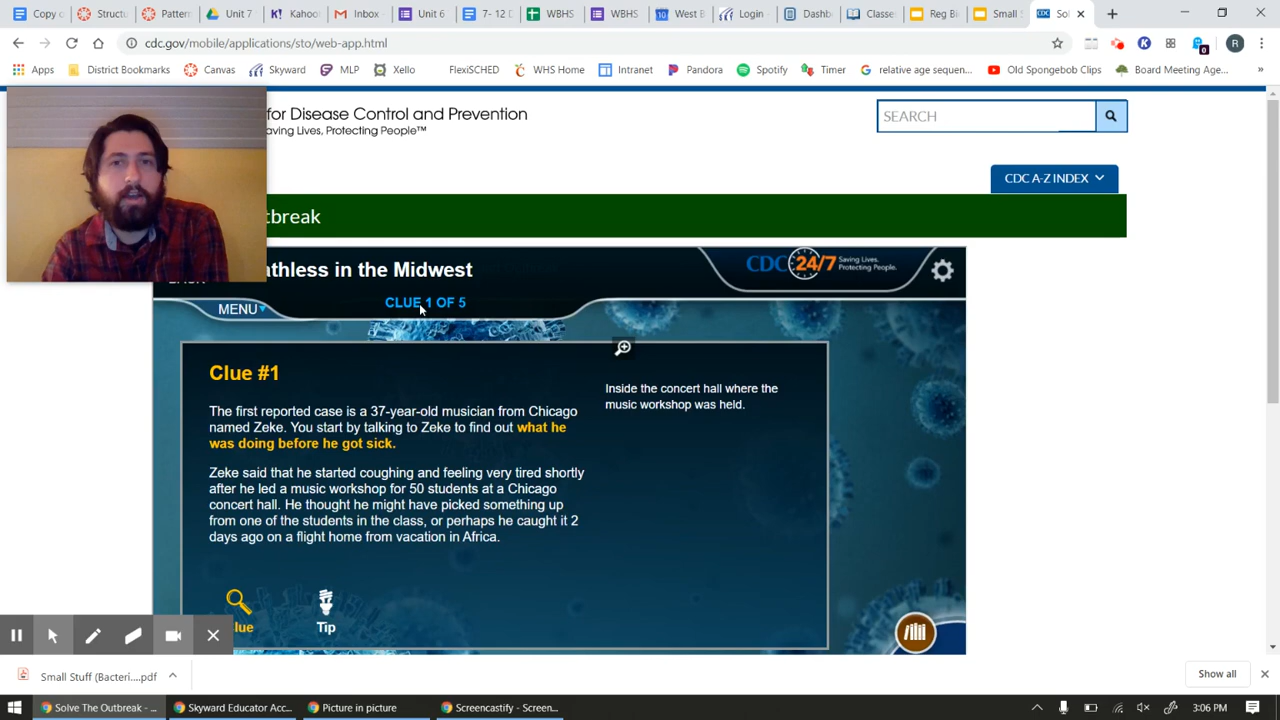 Copy o
Structu
Pattern
Unit 7
Kahoo
Inbox
Unit 6
7- 12 D
WBHS
WBHS
West B
Login
Dashb
Classe
Reg Bi
Small S
Sol
cdc.gov/mobile/applications/sto/web-app.html
R
Apps
District Bookmarks
Canvas
Skyward
MLP
Xello
FlexiSCHED
WHS Home
Intranet
Pandora
Spotify
Timer
relative age sequen...
Old Spongebob Clips
Board Meeting Age...
»
for Disease Control and Prevention
aving Lives, Protecting People™
SEARCH
CDC A-Z INDEX
tbreak
athless in the Midwest
CDC 24/7 Saving Lives.
Protecting People.
MENU
CLUE 1 OF 5
Clue #1
The first reported case is a 37-year-old musician from Chicago
named Zeke. You start by talking to Zeke to find out what he
was doing before he got sick.
Zeke said that he started coughing and feeling very tired shortly
after he led a music workshop for 50 students at a Chicago
concert hall. He thought he might have picked something up
from one of the students in the class, or perhaps he caught it 2
days ago on a flight home from vacation in Africa.
Inside the concert hall where the
music workshop was held.
lue
Tip
Small Stuff (Bacteri....pdf
Show all
Solve The Outbreak - ...
Skyward Educator Acc...
Picture in picture
Screencastify - Screen...
3:06 PM